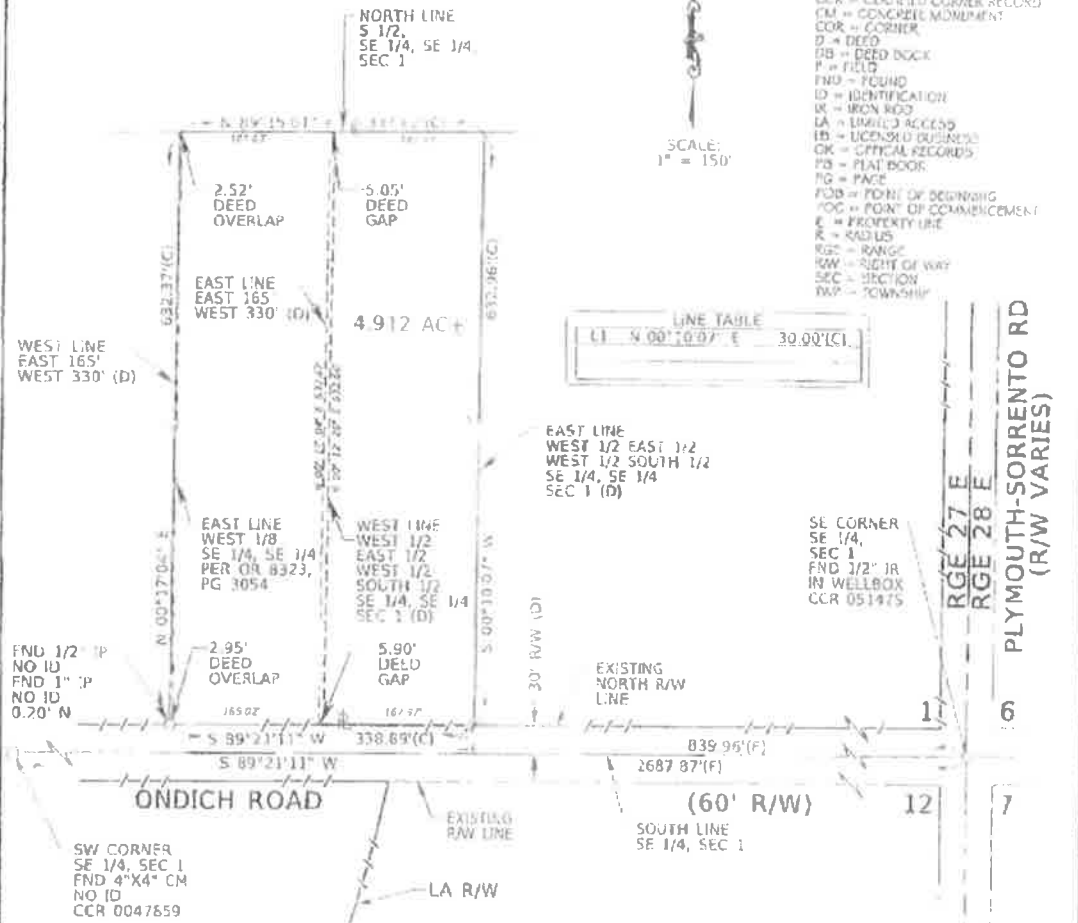 NORTH LINE
S 1/2,
SE 1/4, SE 1/4,
SEC 1
CM = CONCRETE MONUMENT
COR = CORNER
D = DEED
DB = DEED BOOK
F = FIELD
FND = FOUND
ID = IDENTIFICATION
IR = IRON ROD
LA = LIMITED ACCESS
LB = LICENSED BUSINESS
OR = OFFICAL RECORDS
PB = PLAT BOOK
PG = PAGE
POB = POINT OF BEGINNING
POC = POINT OF COMMENCEMENT
= PROPERTY LINE
R = RADIUS
RGE = RANGE
R/W = RIGHT OF WAY
SEC = SECTION
TWP = TOWNSHIP
SCALE:
1" = 150'
2.52'
DEED
OVERLAP
5.05'
DEED
GAP
632.37'(C)
632.96'(C)
EAST LINE
EAST 165'
WEST 330' (D)
4.912 AC±
WEST LINE
EAST 165'
WEST 330' (D)
LINE TABLE
L1 N 00°10'07" E 30.00'(C)
EAST LINE
WEST 1/2 EAST 1/2
WEST 1/2 SOUTH 1/2
SE 1/4, SE 1/4
SEC 1 (D)
PLYMOUTH-SORRENTO RD
(R/W VARIES)
RGE 27 E
RGE 28 E
SE CORNER
SE 1/4,
SEC 1
FND 1/2" IR
IN WELLBOX
CCR 051475
EAST LINE
WEST 1/8
SE 1/4, SE 1/4
PER OR 8323,
PG 3054
WEST LINE
WEST 1/2
EAST 1/2
WEST 1/2
SOUTH 1/2
SE 1/4, SE 1/4
SEC 1 (D)
N 00°17'04" E
S 00°10'07" W
30' R/W (D)
FND 1/2" IP
NO ID
FND 1" IP
NO ID
0.20' N
2.95'
DEED
OVERLAP
5.90'
DEED
GAP
EXISTING
NORTH R/W
LINE
1
6
165.02'
S 89°21'11" W 338.89'(C)
839.96'(F)
S 89°21'11" W
2687.87'(F)
ONDICH ROAD
(60' R/W)
12
7
EXISTING
R/W LINE
SOUTH LINE
SE 1/4, SEC 1
SW CORNER
SE 1/4, SEC 1
FND 4"X4" CM
NO ID
CCR 0047659
LA R/W